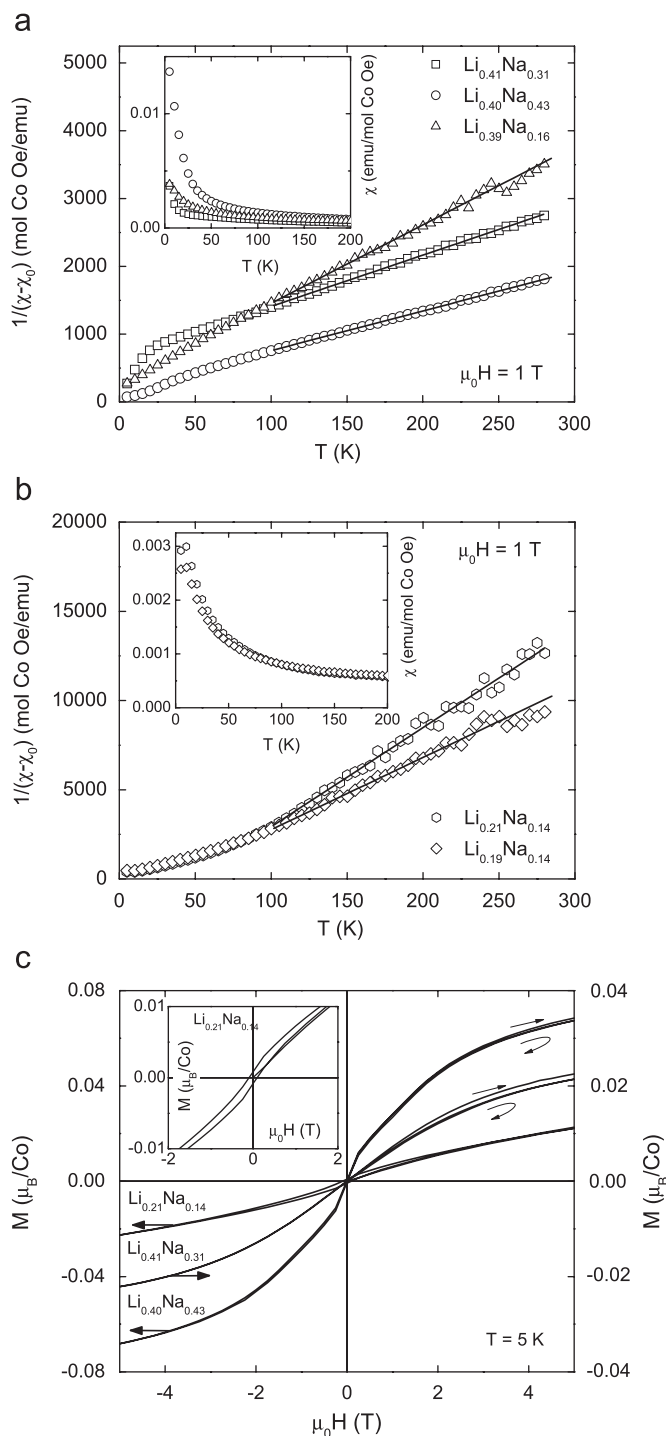 a
5000
4000
3000
2000
1000
0
1/(χ-χ₀) (mol Co Oe/emu)
0.01
0.00
0 50 100 150 200
T (K)
χ (emu/mol Co Oe)
Li₀.₄₁Na₀.₃₁
Li₀.₄₀Na₀.₄₃
Li₀.₃₉Na₀.₁₆
μ₀H = 1 T
0 50 100 150 200 250 300
T (K)
b
20000
15000
10000
5000
0
1/(χ-χ₀) (mol Co Oe/emu)
0.003
0.002
0.001
0.000
0 50 100 150 200
T (K)
χ (emu/mol Co Oe)
μ₀H = 1 T
Li₀.₂₁Na₀.₁₄
Li₀.₁₉Na₀.₁₄
0 50 100 150 200 250 300
T (K)
c
0.08
0.04
0.00
-0.04
-0.08
M (μB/Co)
0.01
0.00
-0.01
M (μB/Co)
Li₀.₂₁Na₀.₁₄
μ₀H (T)
-2 0 2
Li₀.₂₁Na₀.₁₄
Li₀.₄₁Na₀.₃₁
Li₀.₄₀Na₀.₄₃
T = 5 K
0.04
0.02
0.00
-0.02
-0.04
M (μB/Co)
-4 -2 0 2 4
μ₀H (T)